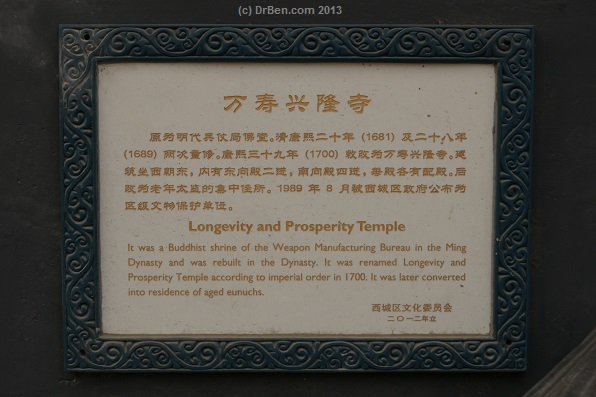 (c) DrBen.com 2013
万寿兴隆寺
原为明代兵仗局佛堂。清康熙二十年 (1681) 及二十八年
(1689) 两次重修。康熙三十九年 (1700) 敕改为万寿兴隆寺。建
筑坐西朝东，内有东向殿二进，南向殿四进，每殿各有配殿。后
改为老年太监的集中住所。1989 年 8 月被西城区政府公布为
区级文物保护单位。
Longevity and Prosperity Temple
It was a Buddhist shrine of the Weapon Manufacturing Bureau in the Ming
Dynasty and was rebuilt in the Dynasty. It was renamed Longevity and
Prosperity Temple according to imperial order in 1700. It was later converted
into residence of aged eunuchs.
西城区文化委员会
二〇一二年立